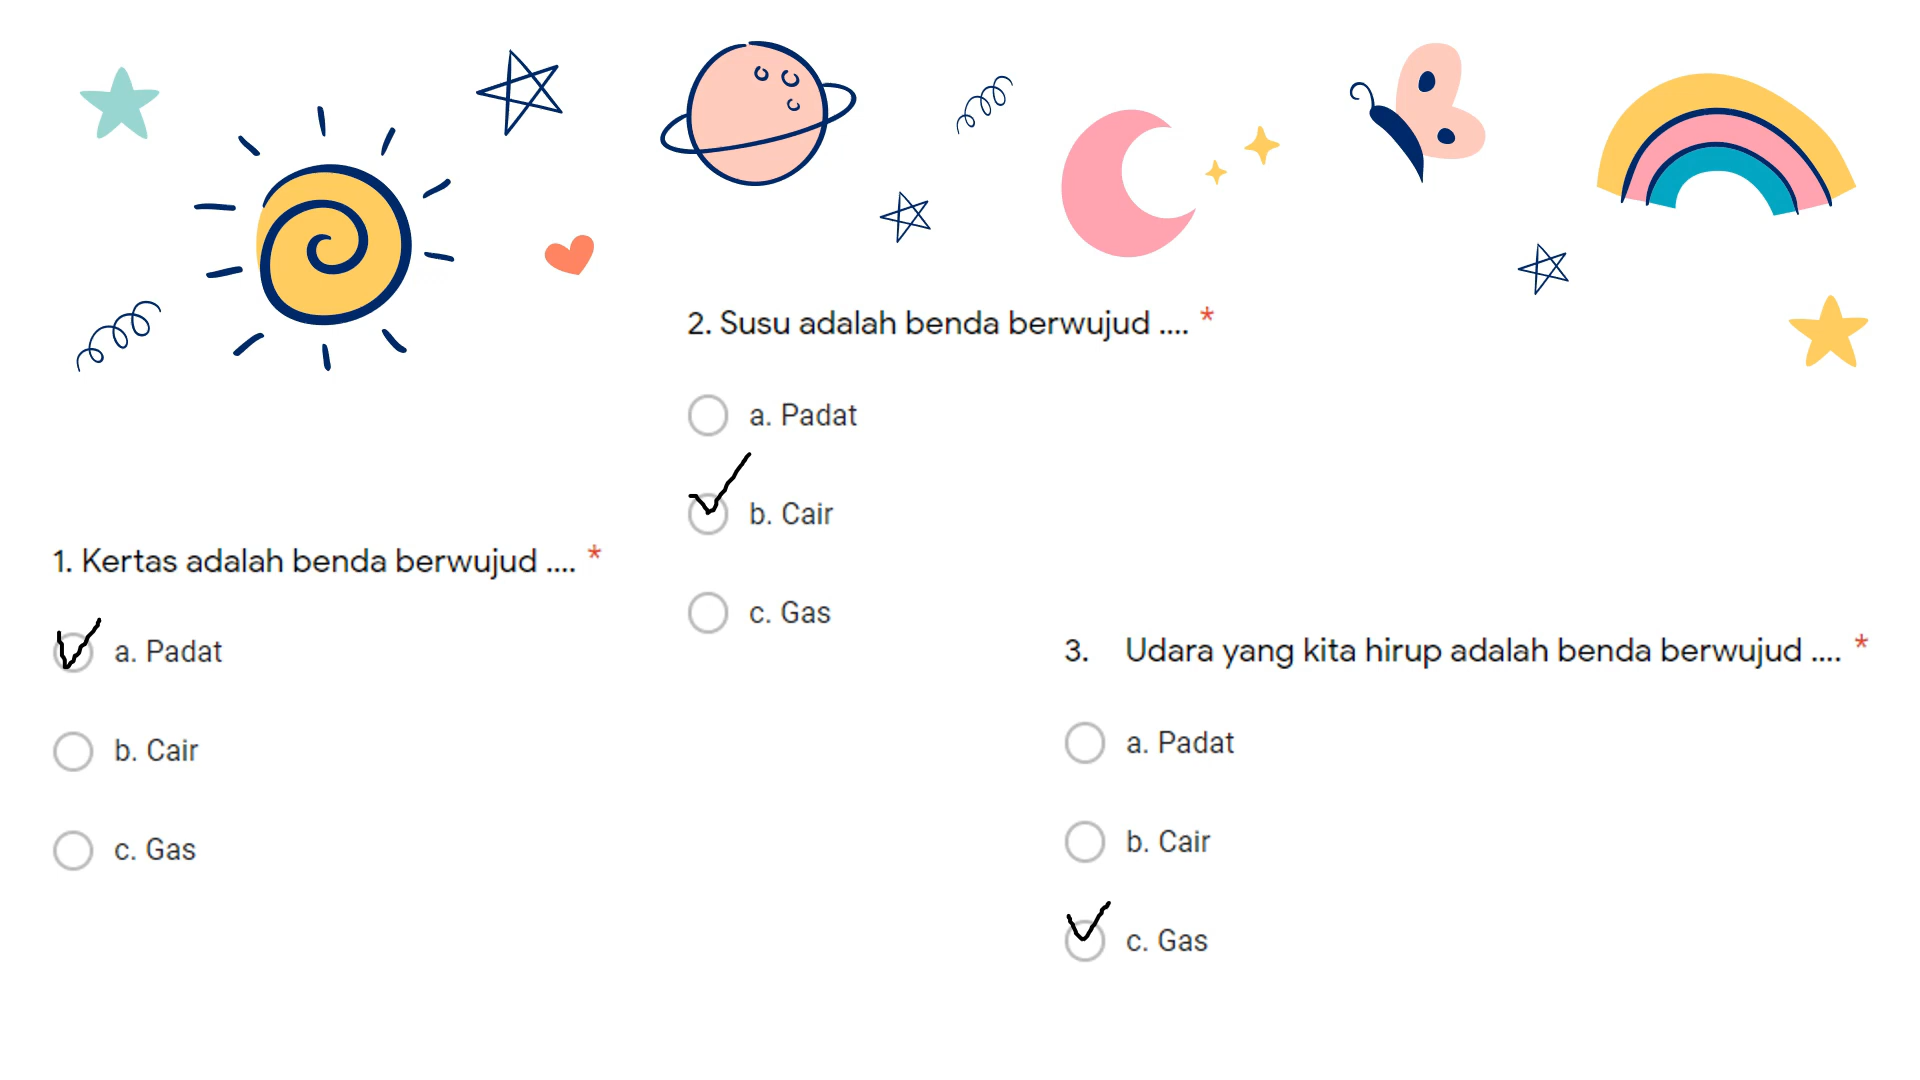 1. Kertas adalah benda berwujud .... *
a. Padat
b. Cair
c. Gas
2. Susu adalah benda berwujud .... *
a. Padat
b. Cair
c. Gas
3. Udara yang kita hirup adalah benda berwujud .... *
a. Padat
b. Cair
c. Gas